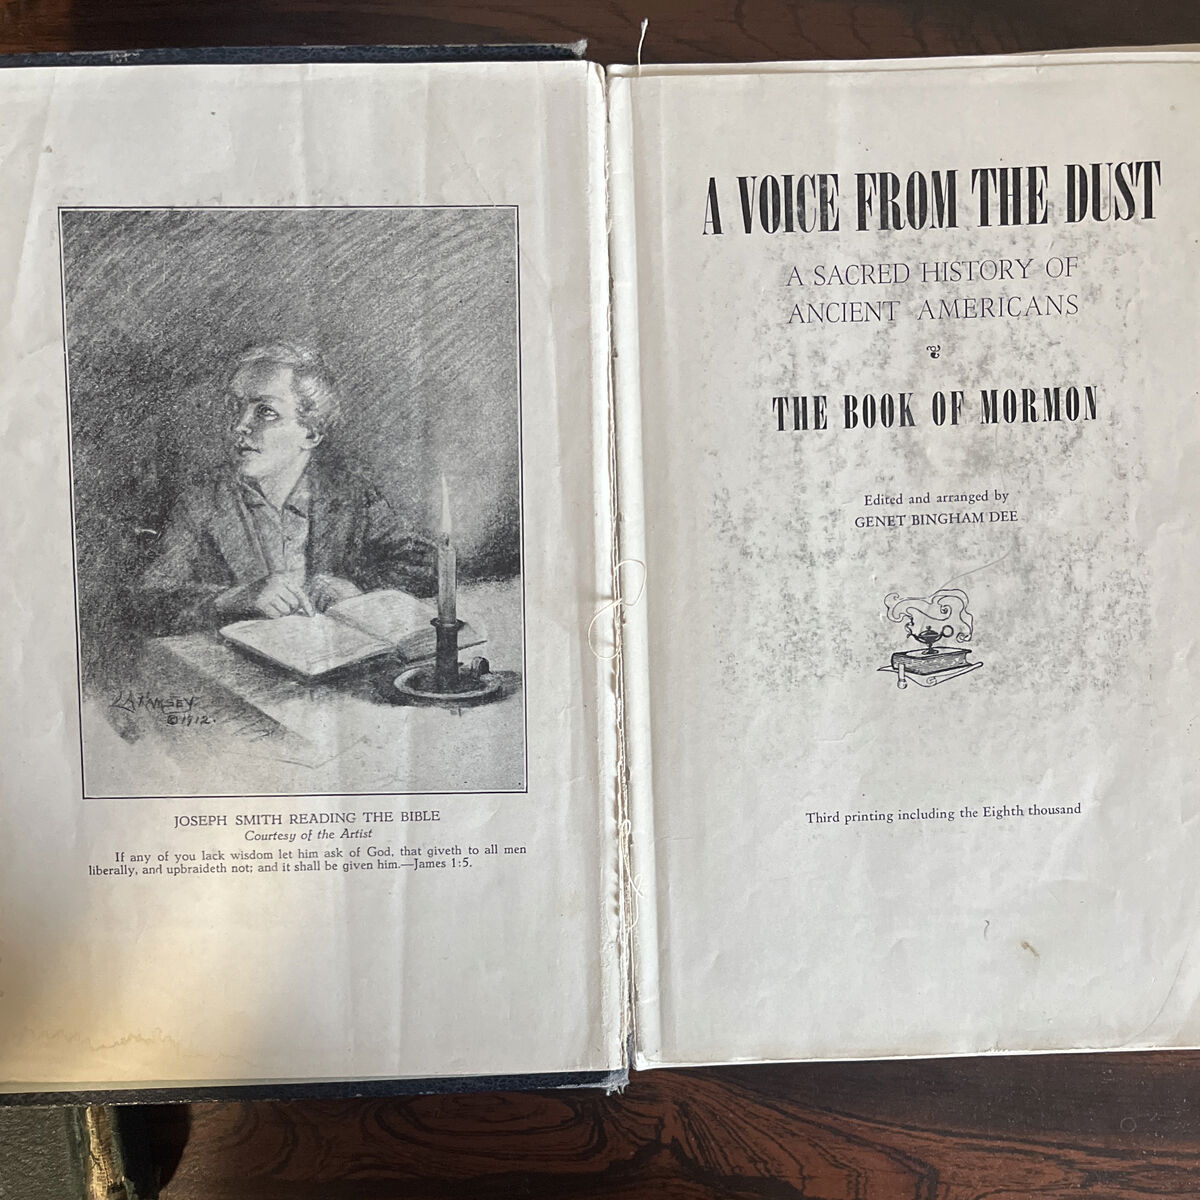 L A RAMSEY.
© 1912.
JOSEPH SMITH READING THE BIBLE
Courtesy of the Artist
If any of you lack wisdom let him ask of God, that giveth to all men
liberally, and upbraideth not; and it shall be given him.—James 1:5.
A VOICE FROM THE DUST
A SACRED HISTORY OF
ANCIENT AMERICANS
THE BOOK OF MORMON
Edited and arranged by
GENET BINGHAM DEE
Third printing including the Eighth thousand